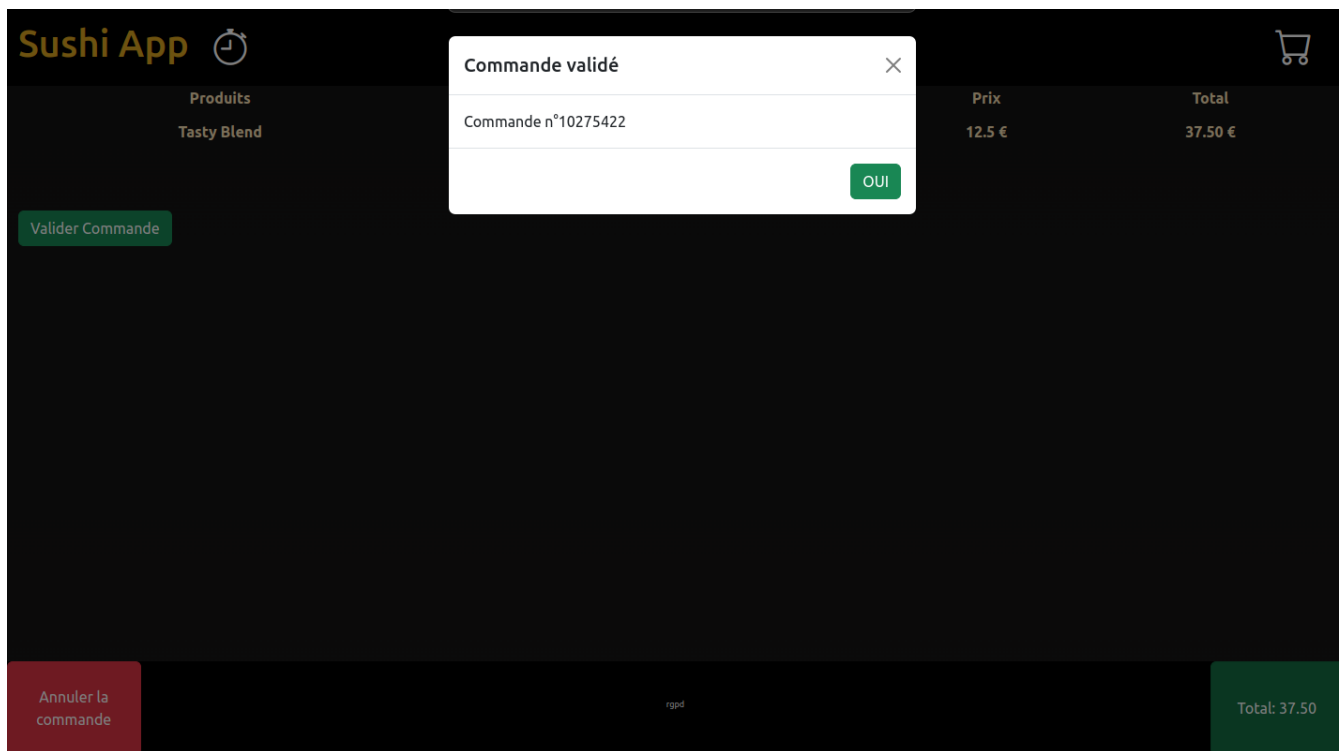 Sushi App
Commande validé
Commande n°10275422
OUI
Produits Prix Total
Tasty Blend 12.5 € 37.50 €
Valider Commande
Annuler la
commande
rgpd
Total: 37.50